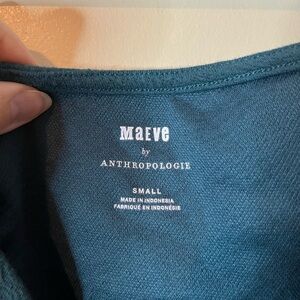 MAEVE
by
ANTHROPOLOGIE
SMALL
MADE IN INDONESIA
FABRIQUÉ EN INDONÉSIE